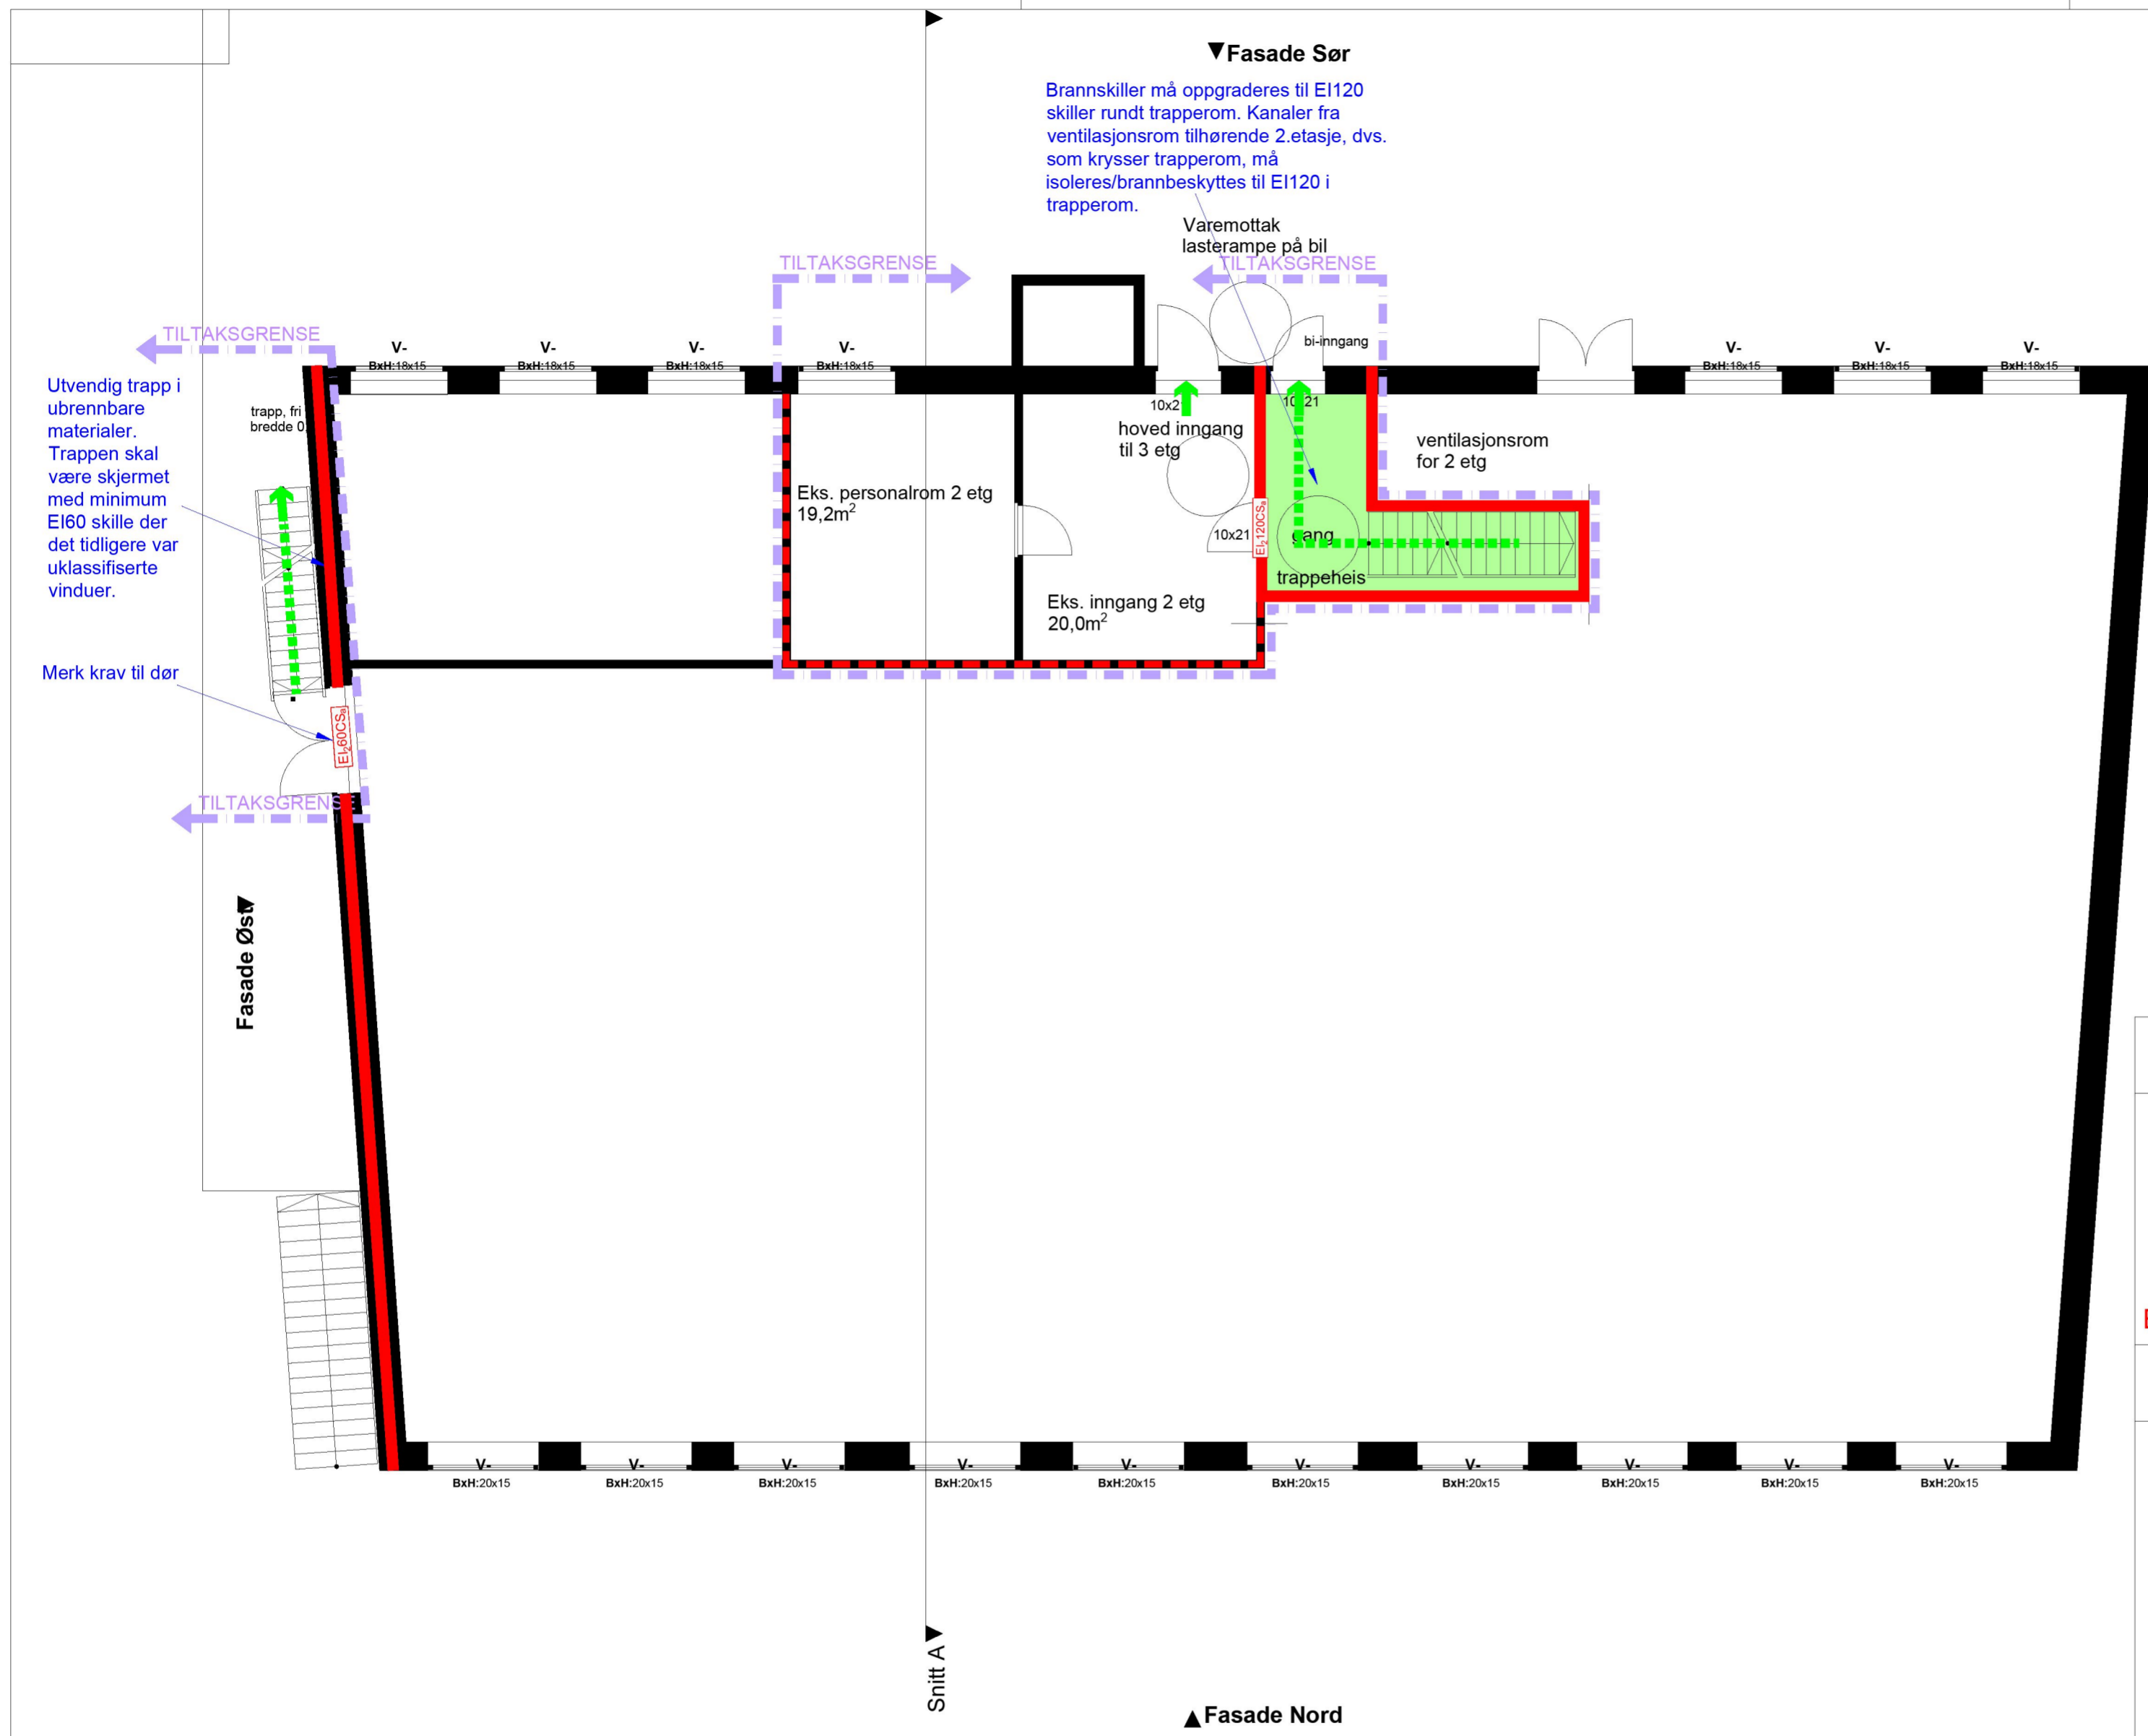 Fasade Sør
Brannskiller må oppgraderes til EI120
skiller rundt trapperom. Kanaler fra
ventilasjonsrom tilhørende 2.etasje, dvs.
som krysser trapperom, må
isoleres/brannbeskyttes til EI120 i
trapperom.
Varemottak
lasterampe på bil
TILTAKSGRENSE
TILTAKSGRENSE
TILTAKSGRENSE
bi-inngang
V-
BxH:18x15
V-
BxH:18x15
V-
BxH:18x15
V-
BxH:18x15
V-
BxH:18x15
V-
BxH:18x15
V-
BxH:18x15
Utvendig trapp i
ubrennbare
materialer.
Trappen skal
være skjermet
med minimum
EI60 skille der
det tidligere var
uklassifiserte
vinduer.
trapp, fri
bredde 0
10x2
10x21
hoved inngang
til 3 etg
ventilasjonsrom
for 2 etg
Eks. personalrom 2 etg
19,2m²
10x21
EI₂120CSₐ
gang
trappeheis
Eks. inngang 2 etg
20,0m²
Merk krav til dør
EI₂60CSₐ
TILTAKSGRENSE
Fasade Øst
V-
BxH:20x15
V-
BxH:20x15
V-
BxH:20x15
V-
BxH:20x15
V-
BxH:20x15
V-
BxH:20x15
V-
BxH:20x15
V-
BxH:20x15
V-
BxH:20x15
V-
BxH:20x15
Snitt A
Fasade Nord